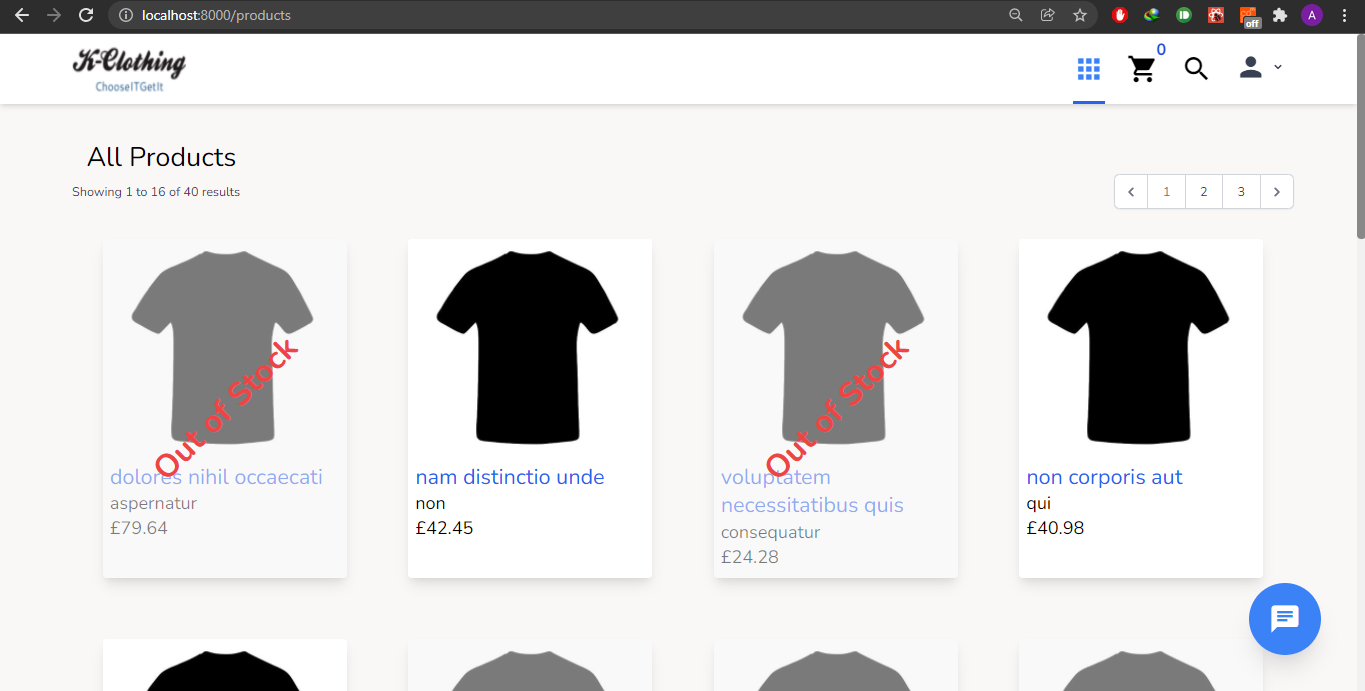 localhost:8000/products
off
A
K-Clothing
ChooseITGetIt
0
All Products
Showing 1 to 16 of 40 results
1 2 3
Out of Stock
dolores nihil occaecati
aspernatur
£79.64
nam distinctio unde
non
£42.45
Out of Stock
voluptatem
necessitatibus quis
consequatur
£24.28
non corporis aut
qui
£40.98